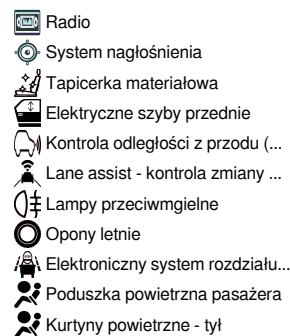 Radio
System nagłośnienia
Tapicerka materiałowa
Elektryczne szyby przednie
Kontrola odległości z przodu (...
Lane assist - kontrola zmiany ...
Lampy przeciwmgielne
Opony letnie
Elektroniczny system rozdziału...
Poduszka powietrzna pasażera
Kurtyny powietrzne - tył